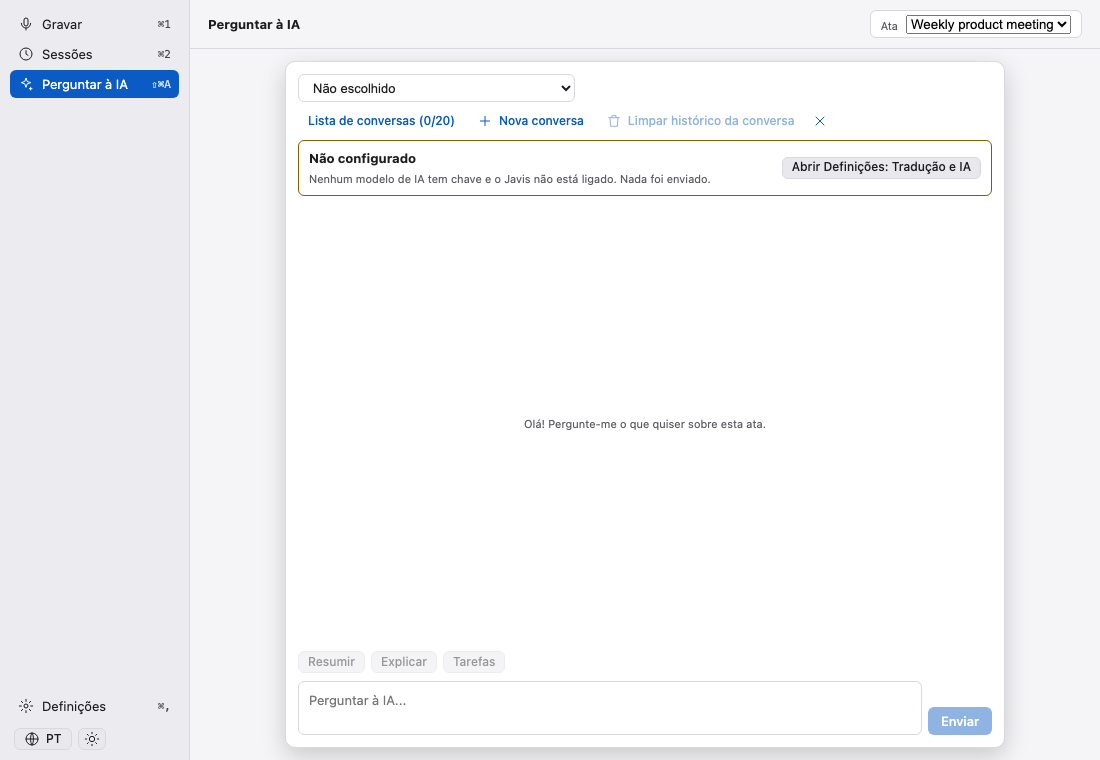 Gravar ⌘1
Sessões ⌘2
Perguntar à IA ⇧⌘A
Perguntar à IA
Ata Weekly product meeting
Não escolhido
Lista de conversas (0/20) Nova conversa Limpar histórico da conversa
Não configurado
Nenhum modelo de IA tem chave e o Javis não está ligado. Nada foi enviado.
Abrir Definições: Tradução e IA
Olá! Pergunte-me o que quiser sobre esta ata.
Resumir Explicar Tarefas
Perguntar à IA...
Enviar
Definições ⌘,
PT